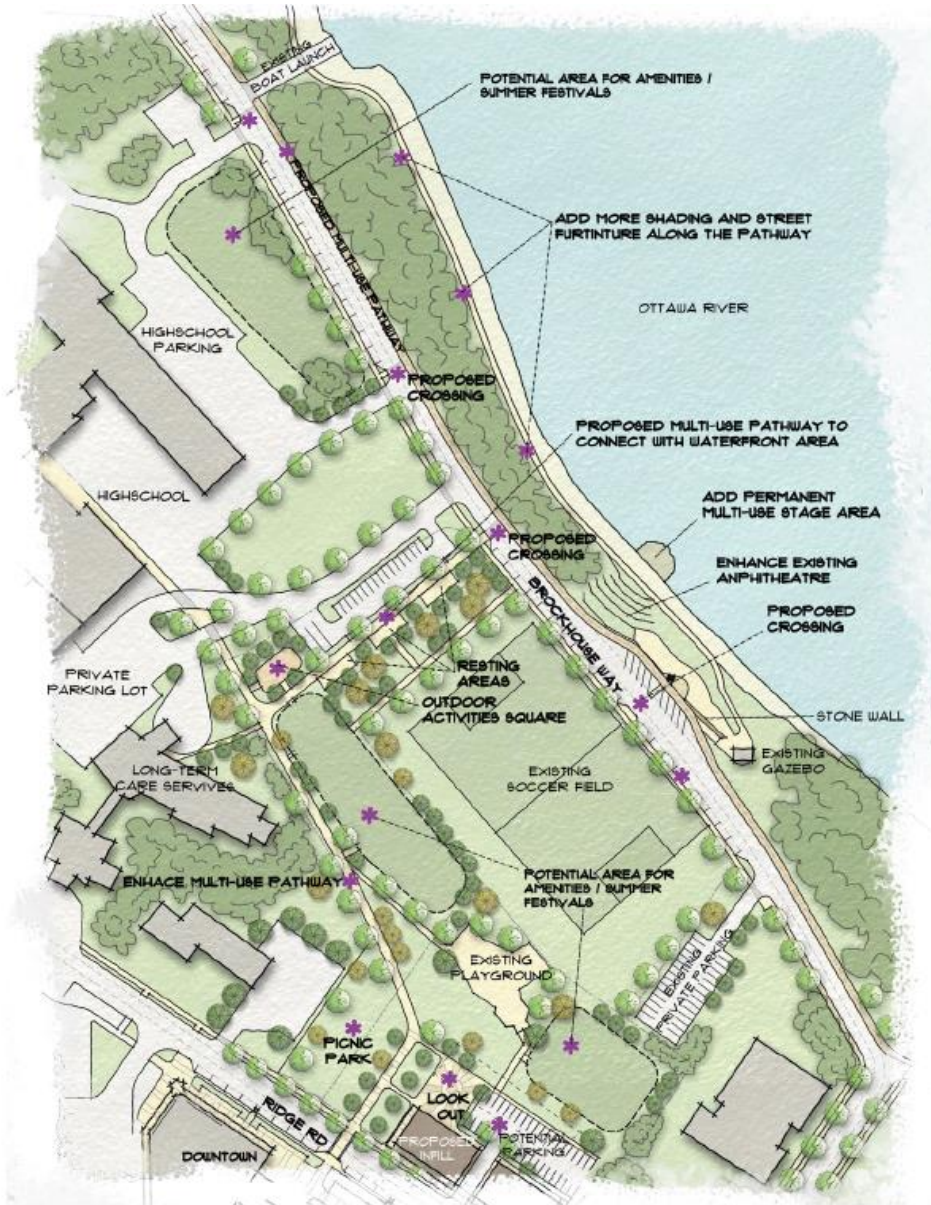 EXISTING
BOAT LAUNCH
POTENTIAL AREA FOR AMENITIES /
SUMMER FESTIVALS
PROPOSED MULTI-USE PATHWAY
ADD MORE SHADING AND STREET
FURTINTURE ALONG THE PATHWAY
OTTAWA RIVER
HIGHSCHOOL
PARKING
PROPOSED
CROSSING
PROPOSED MULTI-USE PATHWAY TO
CONNECT WITH WATERFRONT AREA
HIGHSCHOOL
ADD PERMANENT
MULTI-USE STAGE AREA
PROPOSED
CROSSING
ENHANCE EXISTING
ANPHITHEATRE
BROCKHOUSE WAY
PROPOSED
CROSSING
RESTING
AREAS
PRIVATE
PARKING LOT
OUTDOOR
ACTIVITIES SQUARE
STONE WALL
EXISTING
GAZEBO
LONG-TERM
CARE SERVIVES
EXISTING
SOCCER FIELD
ENHACE MULTI-USE PATHWAY
POTENTIAL AREA FOR
AMENITIES / SUMMER
FESTIVALS
EXISTING
PLAYGROUND
EXISTING
PRIVATE PARKING
PICNIC
PARK
LOOK
OUT
RIDGE RD
DOWNTOWN
PROPOSED
INFILL
POTENTIAL
PARKING